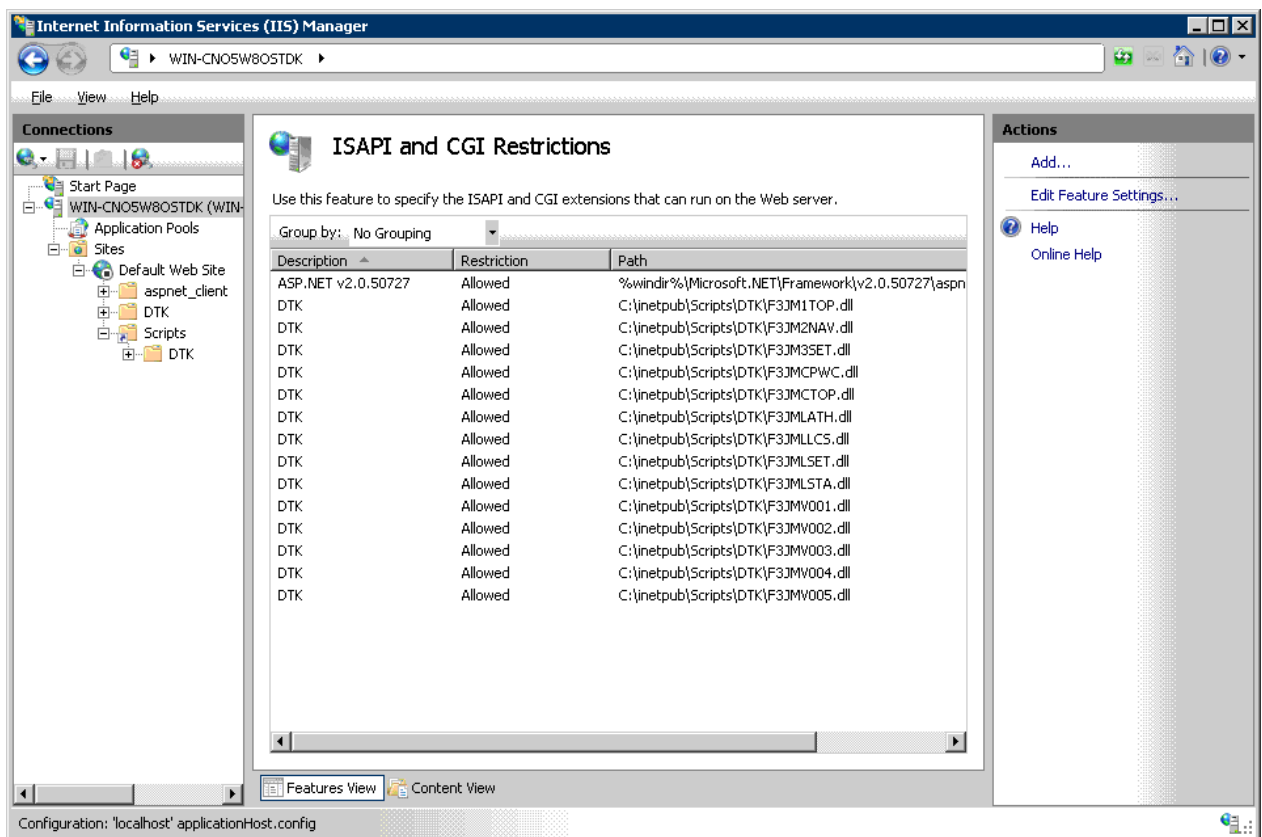 Internet Information Services (IIS) Manager
WIN-CNO5W8OSTDK
File View Help
Connections
Start Page
WIN-CNO5W8OSTDK (WIN-
Application Pools
Sites
Default Web Site
aspnet_client
DTK
Scripts
DTK
ISAPI and CGI Restrictions
Use this feature to specify the ISAPI and CGI extensions that can run on the Web server.
Group by: No Grouping
Description Restriction Path
ASP.NET v2.0.50727 Allowed %windir%\Microsoft.NET\Framework\v2.0.50727\aspn
DTK Allowed C:\inetpub\Scripts\DTK\F3JM1TOP.dll
DTK Allowed C:\inetpub\Scripts\DTK\F3JM2NAV.dll
DTK Allowed C:\inetpub\Scripts\DTK\F3JM3SET.dll
DTK Allowed C:\inetpub\Scripts\DTK\F3JMCPWC.dll
DTK Allowed C:\inetpub\Scripts\DTK\F3JMCTOP.dll
DTK Allowed C:\inetpub\Scripts\DTK\F3JMLATH.dll
DTK Allowed C:\inetpub\Scripts\DTK\F3JMLLCS.dll
DTK Allowed C:\inetpub\Scripts\DTK\F3JMLSET.dll
DTK Allowed C:\inetpub\Scripts\DTK\F3JMLSTA.dll
DTK Allowed C:\inetpub\Scripts\DTK\F3JMV001.dll
DTK Allowed C:\inetpub\Scripts\DTK\F3JMV002.dll
DTK Allowed C:\inetpub\Scripts\DTK\F3JMV003.dll
DTK Allowed C:\inetpub\Scripts\DTK\F3JMV004.dll
DTK Allowed C:\inetpub\Scripts\DTK\F3JMV005.dll
Features View Content View
Actions
Add...
Edit Feature Settings...
Help
Online Help
Configuration: 'localhost' applicationHost.config